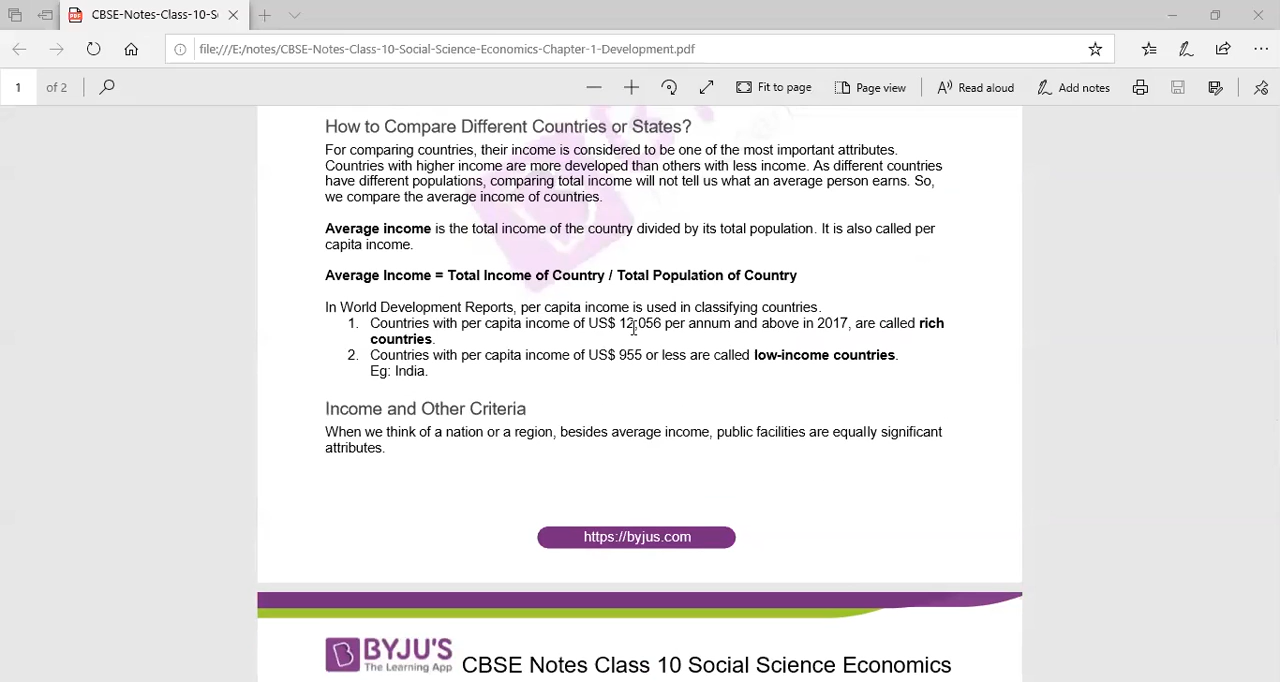 CBSE-Notes-Class-10-S
file:///E:/notes/CBSE-Notes-Class-10-Social-Science-Economics-Chapter-1-Development.pdf
1 of 2 Fit to page Page view Read aloud Add notes
How to Compare Different Countries or States?
For comparing countries, their income is considered to be one of the most important attributes.
Countries with higher income are more developed than others with less income. As different countries
have different populations, comparing total income will not tell us what an average person earns. So,
we compare the average income of countries.
Average income is the total income of the country divided by its total population. It is also called per
capita income.
Average Income = Total Income of Country / Total Population of Country
In World Development Reports, per capita income is used in classifying countries.
1. Countries with per capita income of US$ 12,056 per annum and above in 2017, are called rich
countries.
2. Countries with per capita income of US$ 955 or less are called low-income countries.
Eg: India.
Income and Other Criteria
When we think of a nation or a region, besides average income, public facilities are equally significant
attributes.
https://byjus.com
BYJU'S
The Learning App
CBSE Notes Class 10 Social Science Economics